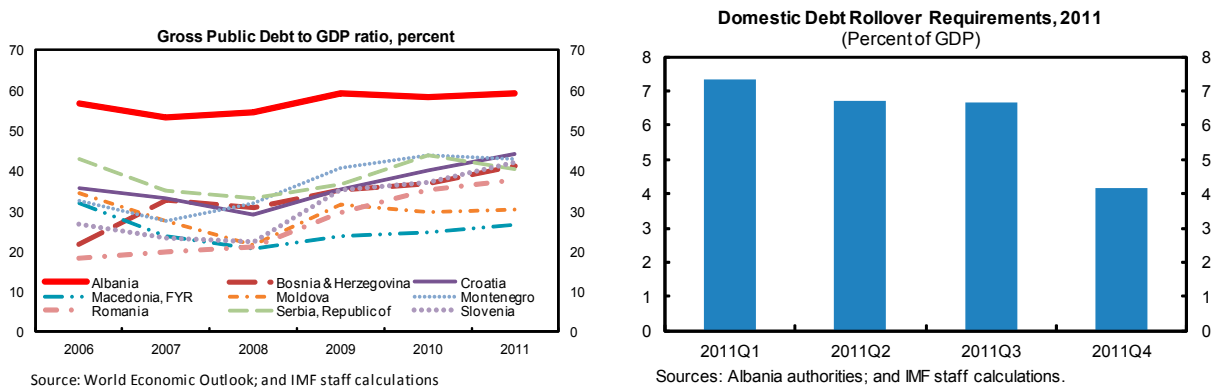 Gross Public Debt to GDP ratio, percent
70 70
60 60
50 50
40 40
30 30
20 20
10 10
0 0
Albania Bosnia & Herzegovina Croatia
Macedonia, FYR Moldova Montenegro
Romania Serbia, Republic of Slovenia
2006 2007 2008 2009 2010 2011
Source: World Economic Outlook; and IMF staff calculations
Domestic Debt Rollover Requirements, 2011
(Percent of GDP)
8 8
7 7
6 6
5 5
4 4
3 3
2 2
1 1
0 0
2011Q1 2011Q2 2011Q3 2011Q4
Sources: Albania authorities; and IMF staff calculations.